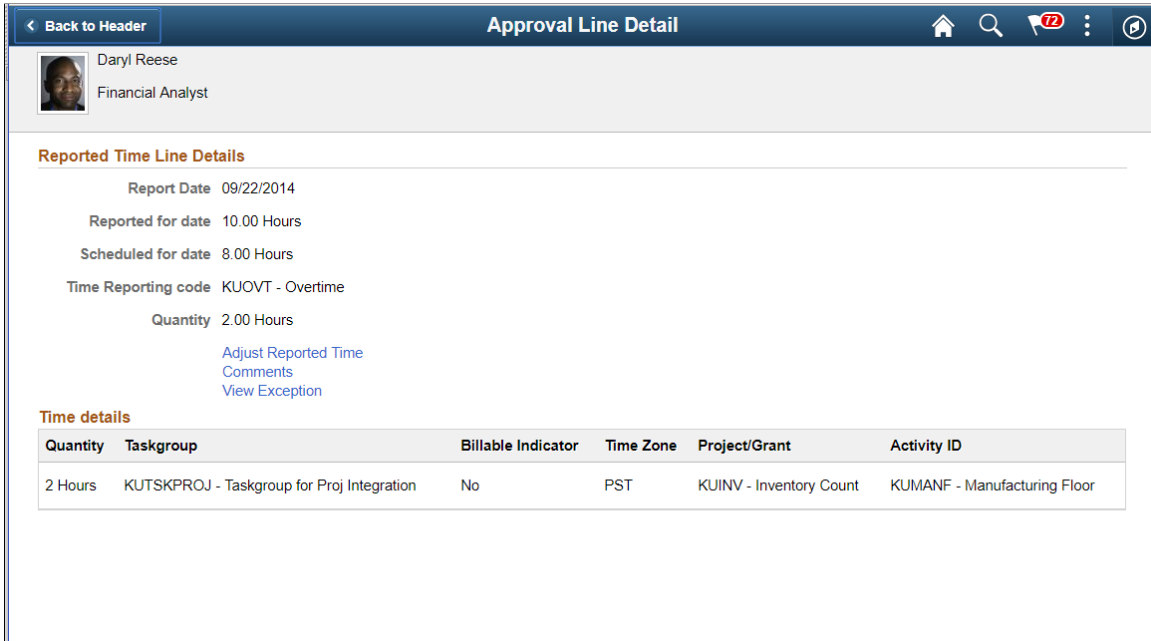 Back to Header
Approval Line Detail
72
Daryl Reese
Financial Analyst
Reported Time Line Details
Report Date 09/22/2014
Reported for date 10.00 Hours
Scheduled for date 8.00 Hours
Time Reporting code KUOVT - Overtime
Quantity 2.00 Hours
Adjust Reported Time
Comments
View Exception
Time details
Quantity Taskgroup Billable Indicator Time Zone Project/Grant Activity ID
2 Hours KUTSKPROJ - Taskgroup for Proj Integration No PST KUINV - Inventory Count KUMANF - Manufacturing Floor